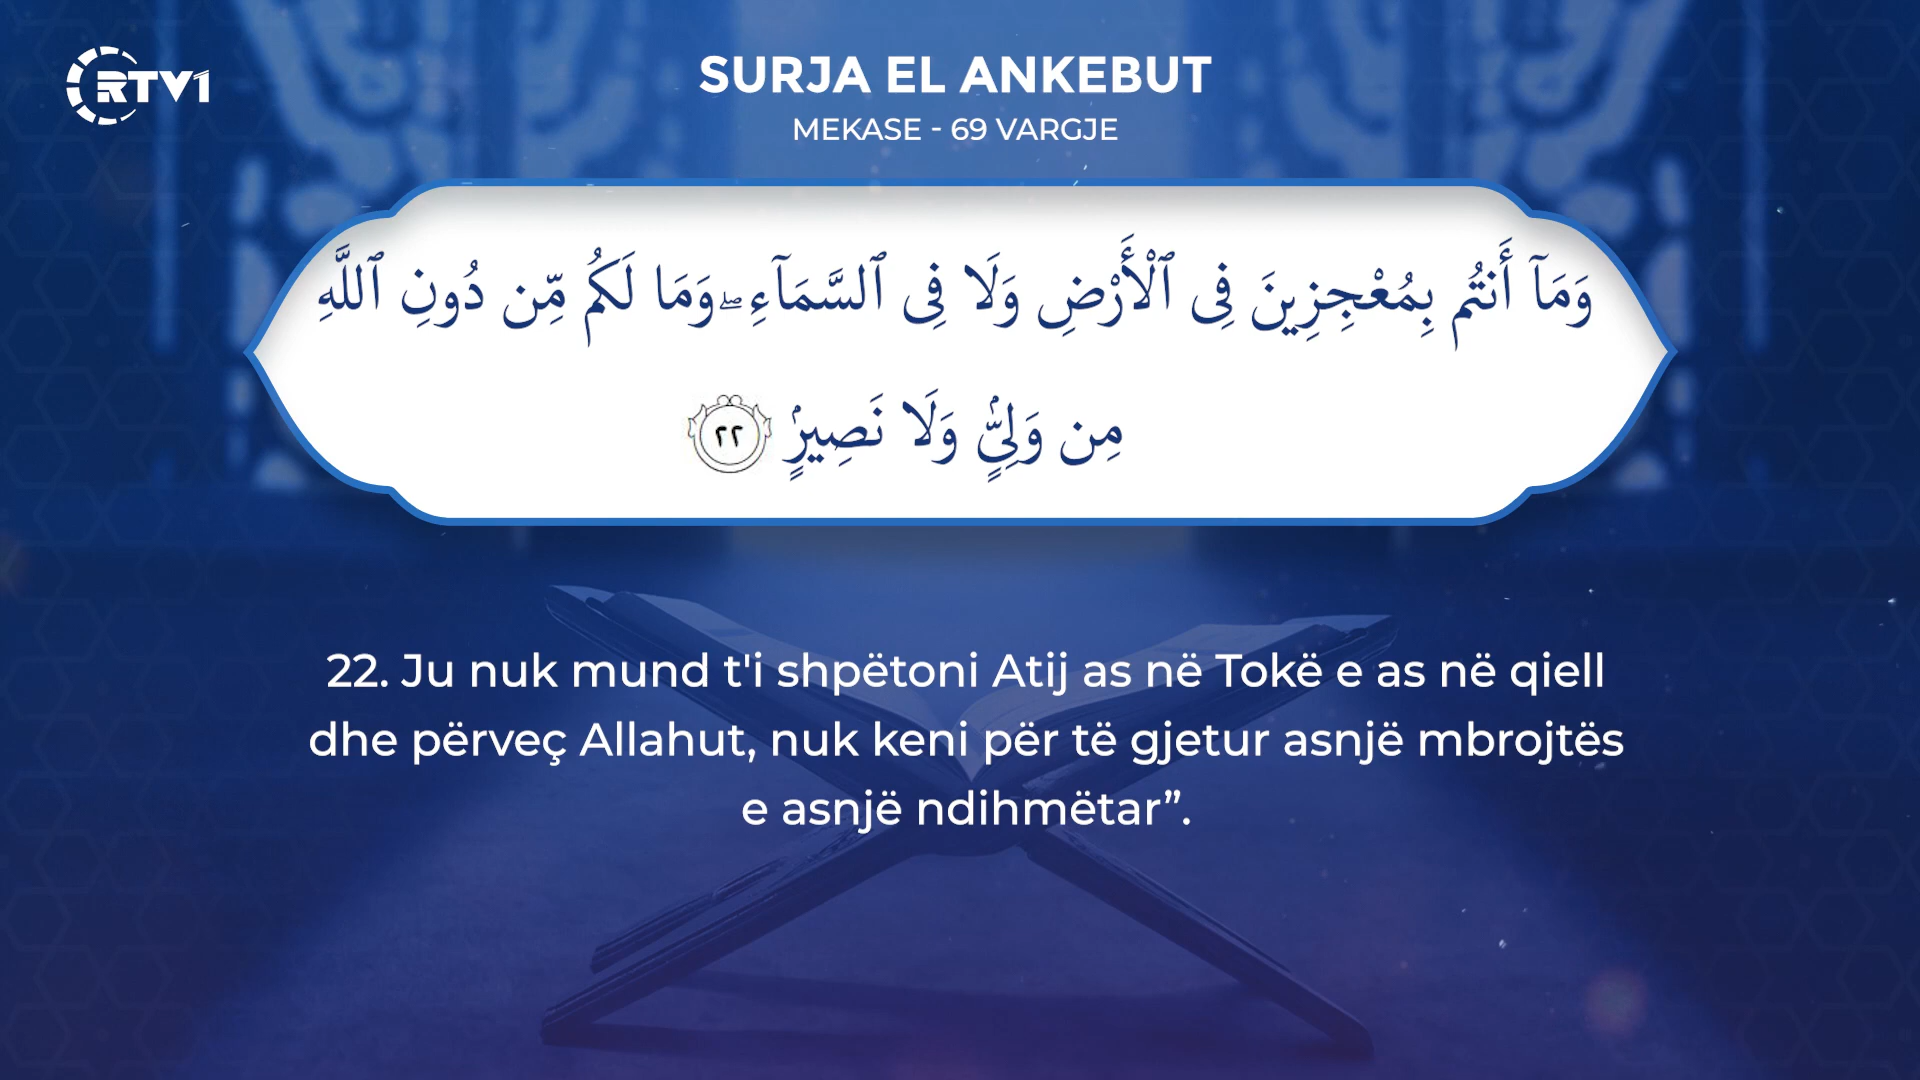 RTV1
SURJA EL ANKEBUT
MEKASE - 69 VARGJE
وَمَآ أَنتُم بِمُعْجِزِينَ فِى ٱلْأَرْضِ وَلَا فِى ٱلسَّمَآءِ ۖ وَمَا لَكُم مِّن دُونِ ٱللَّهِ
مِن وَلِىٍّۢ وَلَا نَصِيرٍۢ ٢٢
22. Ju nuk mund t'i shpëtoni Atij as në Tokë e as në qiell
dhe përveç Allahut, nuk keni për të gjetur asnjë mbrojtës
e asnjë ndihmëtar”.